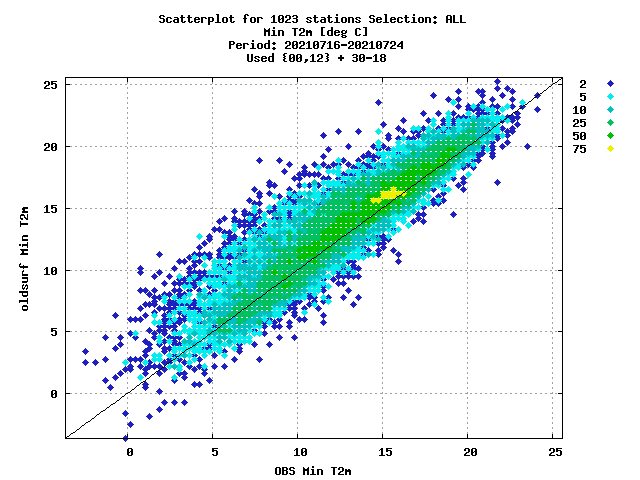 Scatterplot for 1023 stations Selection: ALL
Min T2m [deg C]
Period: 20210716-20210724
Used {00,12} + 30-18
25
20
15
10
5
0
oldsurf Min T2m
0 5 10 15 20 25
OBS Min T2m
2
5
10
25
50
75